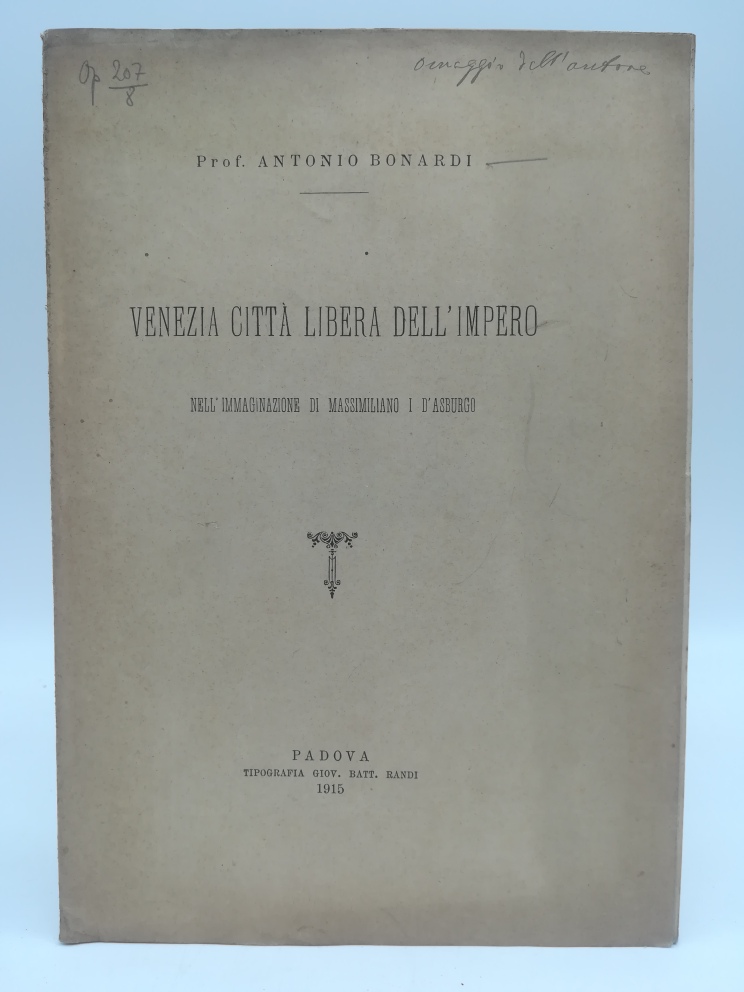 Op 207/8
omaggio dell'autore
Prof. ANTONIO BONARDI
VENEZIA CITTÀ LIBERA DELL'IMPERO
NELL'IMMAGINAZIONE DI MASSIMILIANO I D'ASBURGO
PADOVA
TIPOGRAFIA GIOV. BATT. RANDI
1915